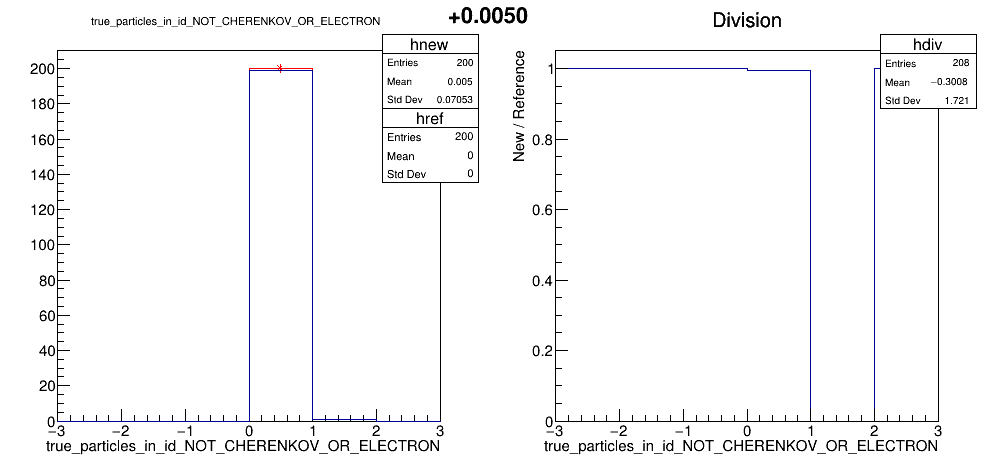 true_particles_in_id_NOT_CHERENKOV_OR_ELECTRON
+0.0050
Division
hnew
Entries 200
Mean 0.005
Std Dev 0.07053
href
Entries 200
Mean 0
Std Dev 0
200
180
160
140
120
100
80
60
40
20
0
−3 −2 −1 0 1 2 3
true_particles_in_id_NOT_CHERENKOV_OR_ELECTRON
hdiv
Entries 208
Mean −0.3008
Std Dev 1.721
New / Reference
1
0.8
0.6
0.4
0.2
0
−3 −2 −1 0 1 2 3
true_particles_in_id_NOT_CHERENKOV_OR_ELECTRON